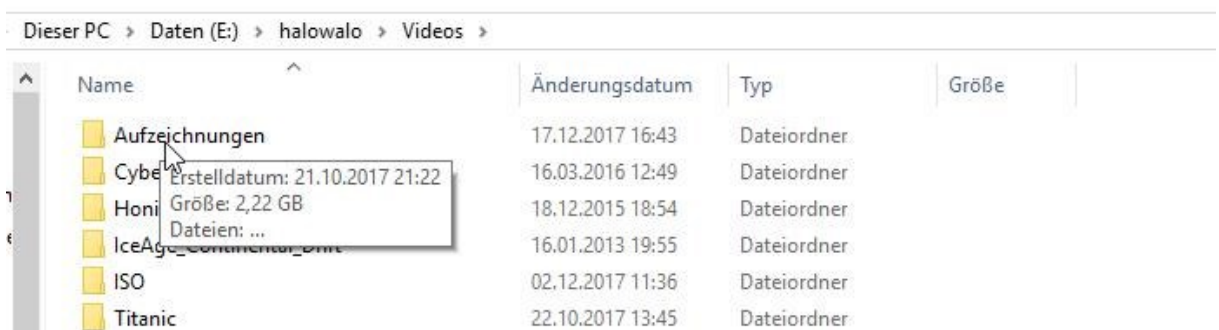 Dieser PC > Daten (E:) > halowalo > Videos >
Name Änderungsdatum Typ Größe
Aufzeichnungen 17.12.2017 16:43 Dateiordner
Cybe 16.03.2016 12:49 Dateiordner
Erstelldatum: 21.10.2017 21:22
Honi 18.12.2015 18:54 Dateiordner
Größe: 2,22 GB
Dateien: ...
IceAge_Continental_Drift 16.01.2013 19:55 Dateiordner
ISO 02.12.2017 11:36 Dateiordner
Titanic 22.10.2017 13:45 Dateiordner